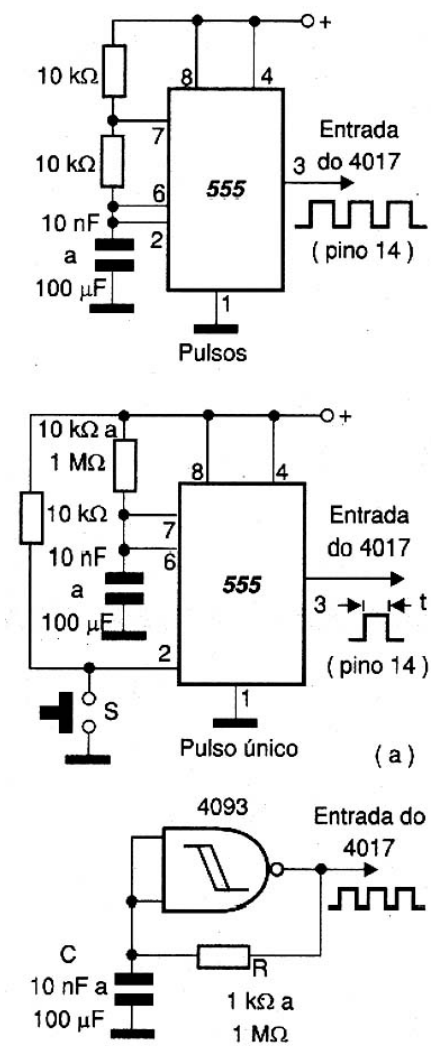 +
10 kΩ
8
4
7
Entrada
do 4017
10 kΩ
555
3
6
10 nF
2
a
( pino 14 )
100 µF
1
Pulsos
+
10 kΩ a
1 MΩ
8
4
10 kΩ
7
Entrada
do 4017
10 nF
6
555
a
3
t
100 µF
2
( pino 14 )
S
1
Pulso único
( a )
4093
Entrada do
4017
C
R
10 nF a
100 µF
1 kΩ a
1 MΩ